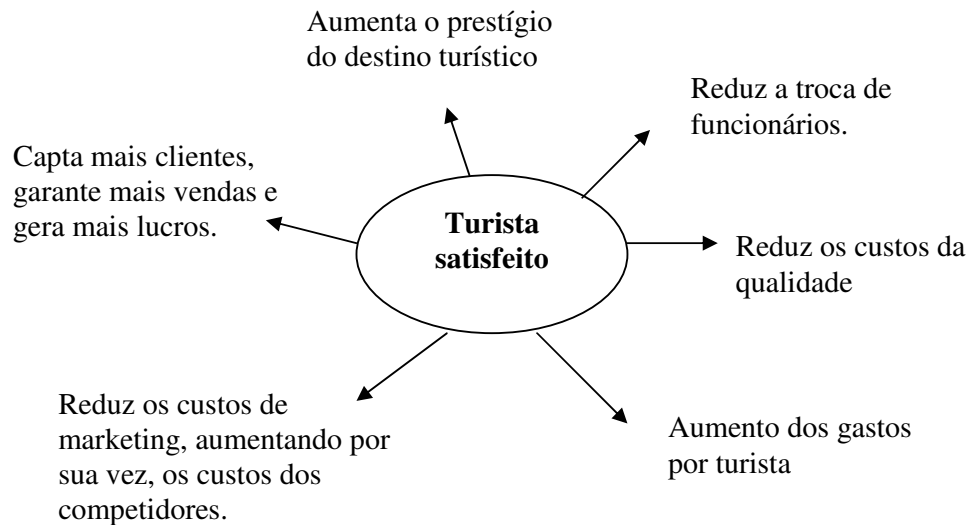 Aumenta o prestígio
do destino turístico
Reduz a troca de
funcionários.
Capta mais clientes,
garante mais vendas e
gera mais lucros.
Turista
satisfeito
Reduz os custos da
qualidade
Reduz os custos de
marketing, aumentando por
sua vez, os custos dos
competidores.
Aumento dos gastos
por turista